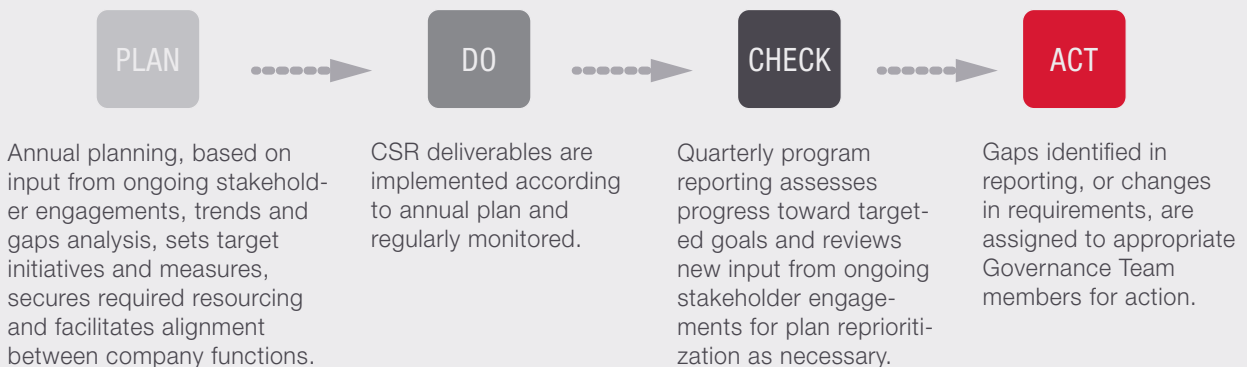 PLAN
DO
CHECK
ACT
Annual planning, based on
input from ongoing stakehold-
er engagements, trends and
gaps analysis, sets target
initiatives and measures,
secures required resourcing
and facilitates alignment
between company functions.
CSR deliverables are
implemented according
to annual plan and
regularly monitored.
Quarterly program
reporting assesses
progress toward target-
ed goals and reviews
new input from ongoing
stakeholder engage-
ments for plan reprioriti-
zation as necessary.
Gaps identified in
reporting, or changes
in requirements, are
assigned to appropriate
Governance Team
members for action.